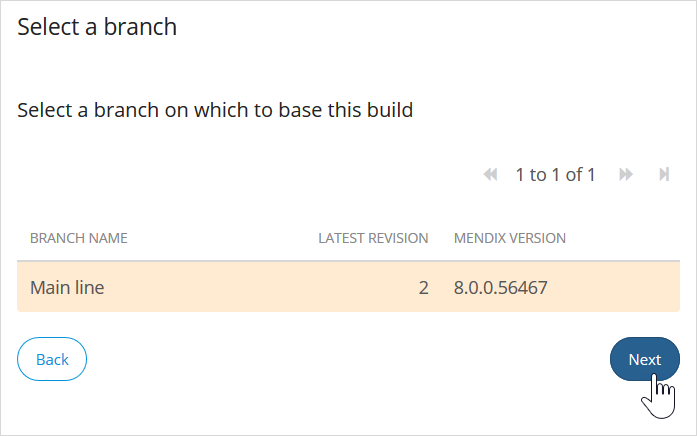 Select a branch
Select a branch on which to base this build
1 to 1 of 1
BRANCH NAME LATEST REVISION MENDIX VERSION
Main line 2 8.0.0.56467
Back Next